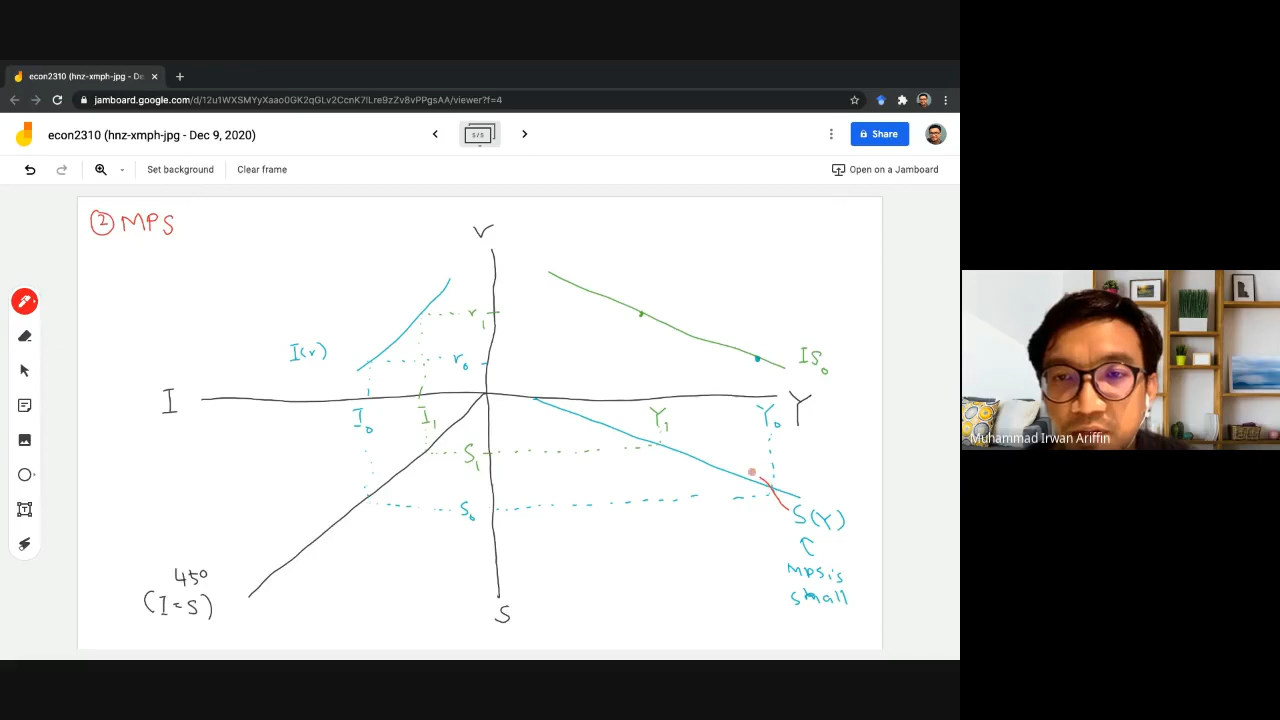 econ2310 (hnz-xmph-jpg - De
jamboard.google.com/d/12u1WXSMYyXaao0GK2qGLv2CcnK7lLre9zZv8vPPgsAA/viewer?f=4
econ2310 (hnz-xmph-jpg - Dec 9, 2020)
5 / 5
Share
Set background
Clear frame
Open on a Jamboard
② MPS
r
r₁
I(r)
r₀
IS₀
I
Y
I₀
I₁
Y₁
Y₀
S₁
S₀
S(Y)
↑
MPS is
small
45°
(I=S)
S
Muhammad Irwan Ariffin